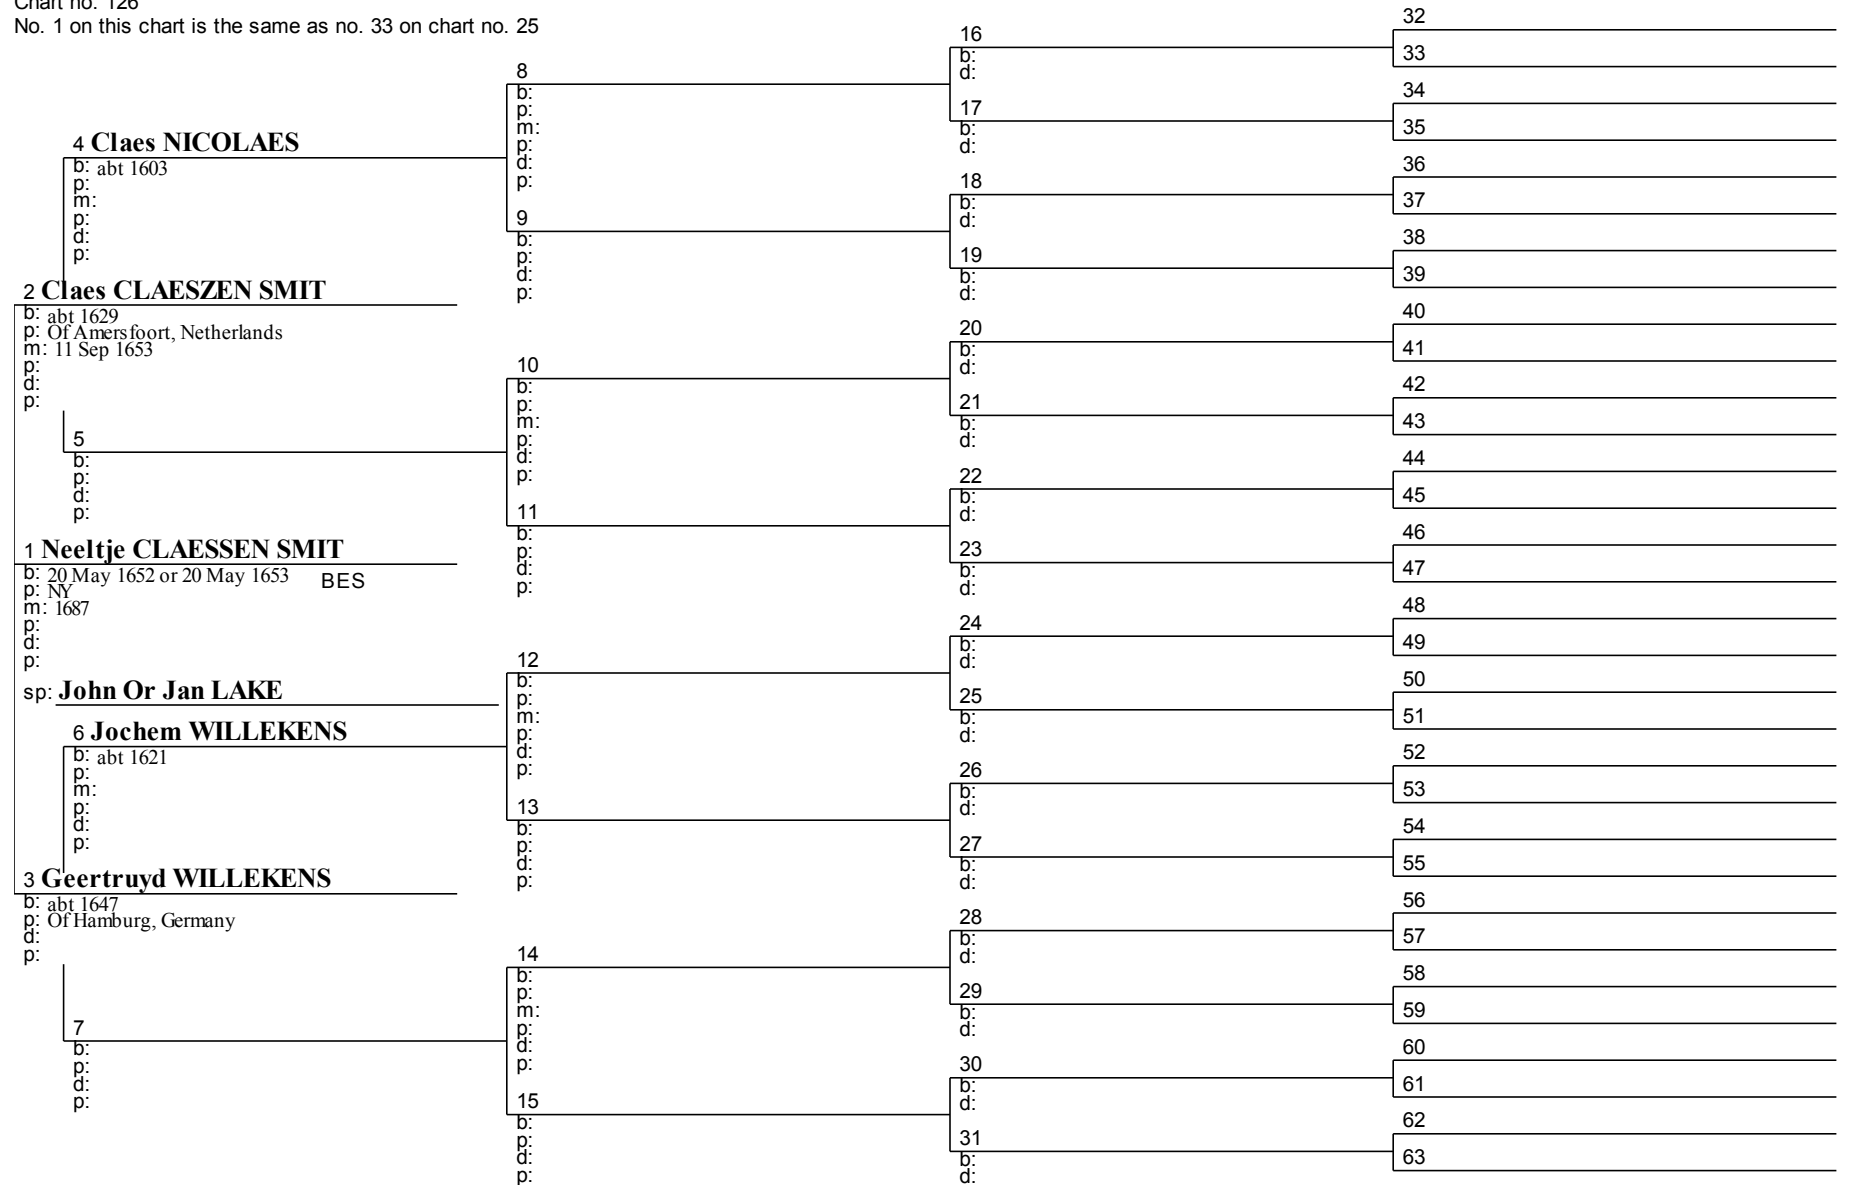 Chart no. 126
No. 1 on this chart is the same as no. 33 on chart no. 25
4 Claes NICOLAES
b: abt 1603
p:
m:
p:
d:
p:
2 Claes CLAESZEN SMIT
b: abt 1629
p: Of Amersfoort, Netherlands
m: 11 Sep 1653
p:
d:
p:
5
b:
p:
d:
p:
1 Neeltje CLAESSEN SMIT
b: 20 May 1652 or 20 May 1653 BES
p: NY
m: 1687
p:
d:
p:
sp: John Or Jan LAKE
6 Jochem WILLEKENS
b: abt 1621
p:
m:
p:
d:
p:
3 Geertruyd WILLEKENS
b: abt 1647
p: Of Hamburg, Germany
d:
p:
7
b:
p:
d:
p:
8
b:
p:
m:
p:
d:
p:
9
b:
p:
d:
p:
10
b:
p:
m:
p:
d:
p:
11
b:
p:
d:
p:
12
b:
p:
m:
p:
d:
p:
13
b:
p:
d:
p:
14
b:
p:
m:
p:
d:
p:
15
b:
p:
d:
p:
16
b:
d:
17
b:
d:
18
b:
d:
19
b:
d:
20
b:
d:
21
b:
d:
22
b:
d:
23
b:
d:
24
b:
d:
25
b:
d:
26
b:
d:
27
b:
d:
28
b:
d:
29
b:
d:
30
b:
d:
31
b:
d:
32
33
34
35
36
37
38
39
40
41
42
43
44
45
46
47
48
49
50
51
52
53
54
55
56
57
58
59
60
61
62
63